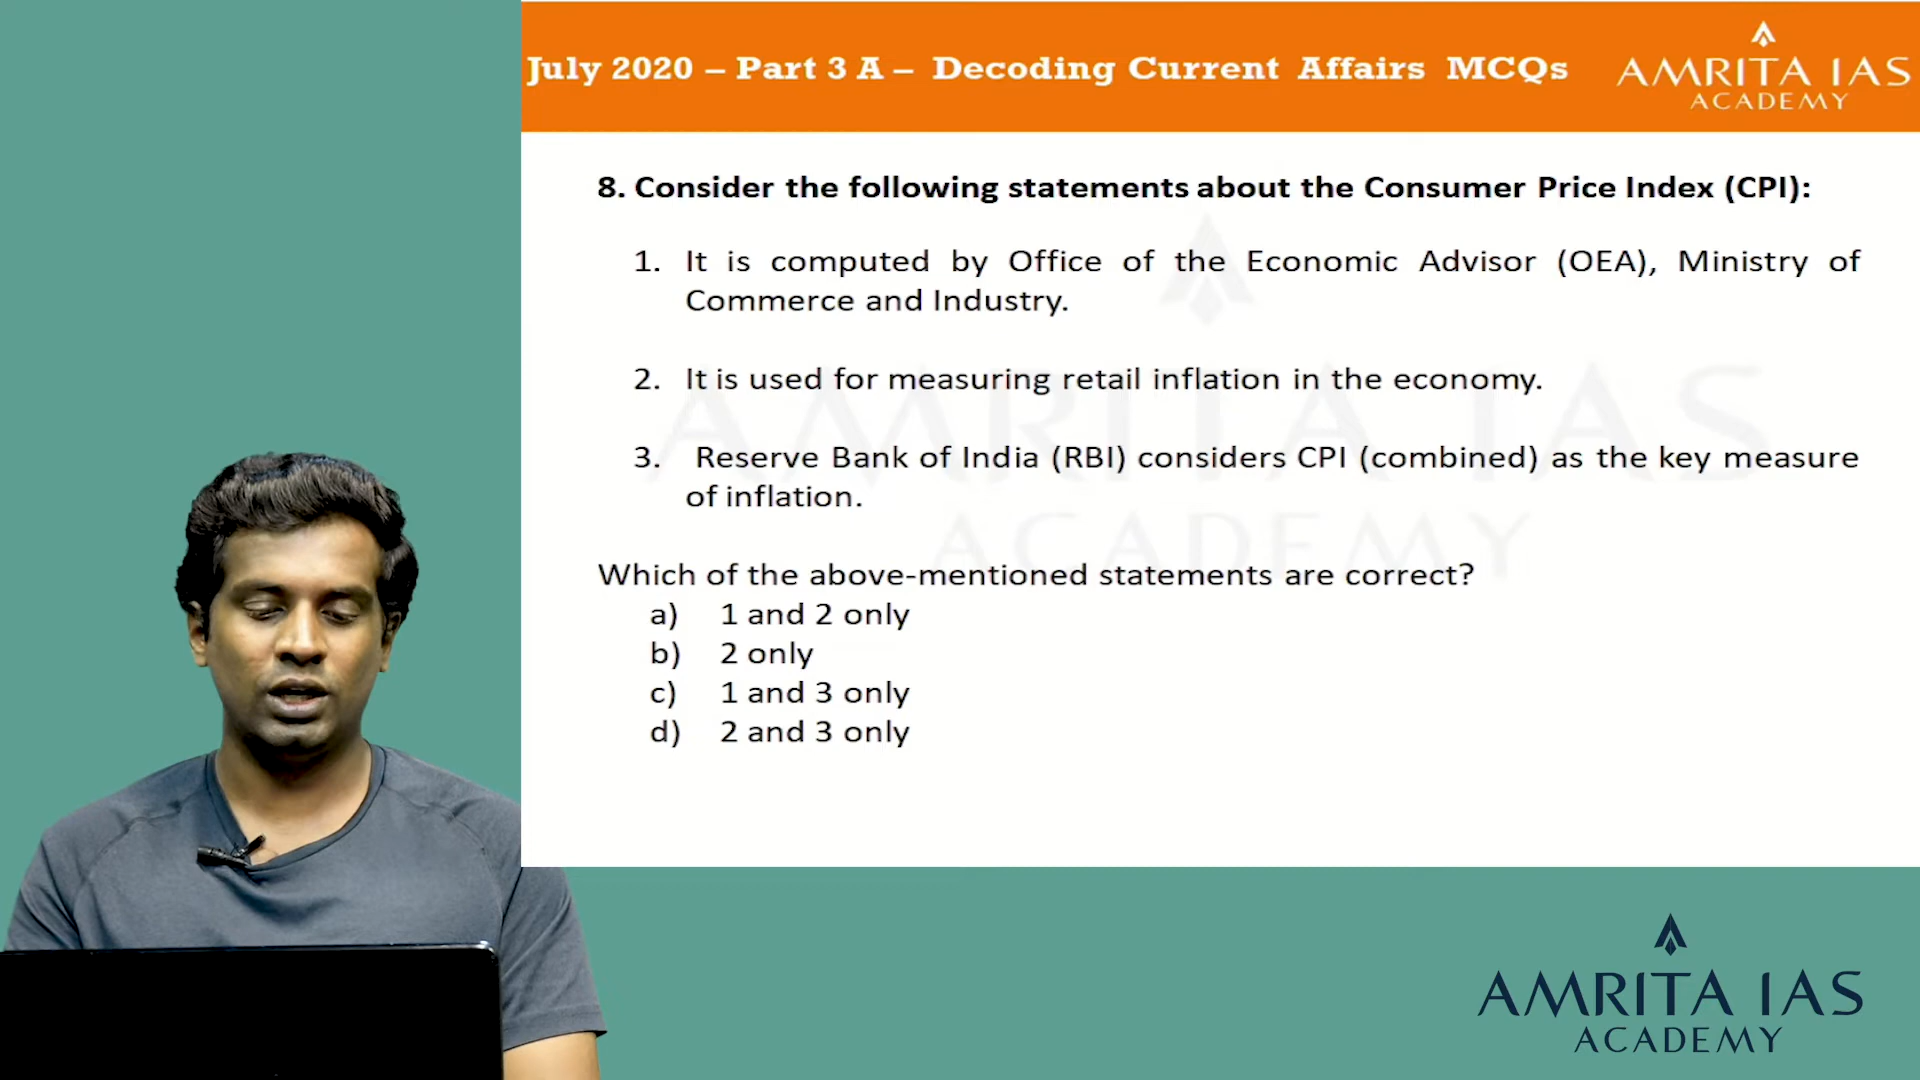 July 2020 – Part 3 A – Decoding Current Affairs MCQs
AMRITA IAS
ACADEMY
8. Consider the following statements about the Consumer Price Index (CPI):
1. It is computed by Office of the Economic Advisor (OEA), Ministry of
Commerce and Industry.
2. It is used for measuring retail inflation in the economy.
3. Reserve Bank of India (RBI) considers CPI (combined) as the key measure
of inflation.
Which of the above-mentioned statements are correct?
a) 1 and 2 only
b) 2 only
c) 1 and 3 only
d) 2 and 3 only
AMRITA IAS
ACADEMY
AMRITA IAS
ACADEMY